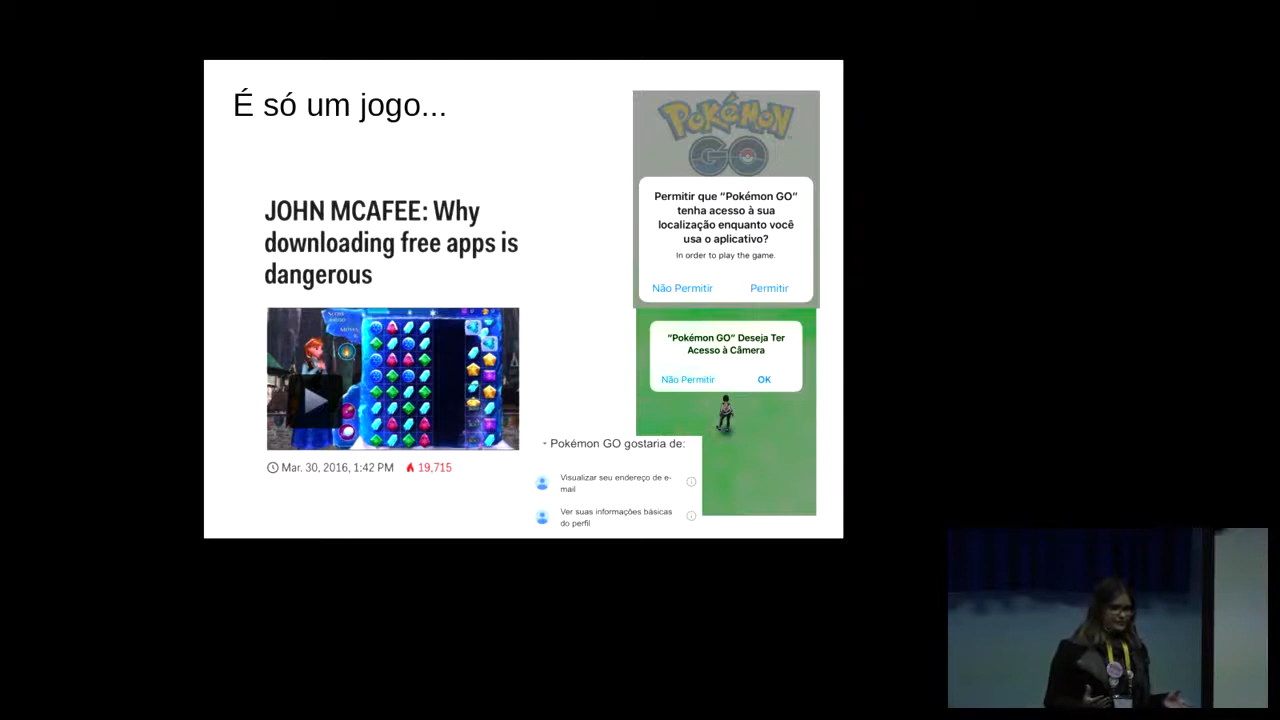 É só um jogo...
JOHN MCAFEE: Why
downloading free apps is
dangerous
Mar. 30, 2016, 1:42 PM 19,715
POKÉMON
GO
Permitir que “Pokémon GO”
tenha acesso à sua
localização enquanto você
usa o aplicativo?
In order to play the game.
Não Permitir Permitir
“Pokémon GO” Deseja Ter
Acesso à Câmera
Não Permitir OK
Pokémon GO gostaria de:
Visualizar seu endereço de e-
mail
Ver suas informações básicas
do perfil